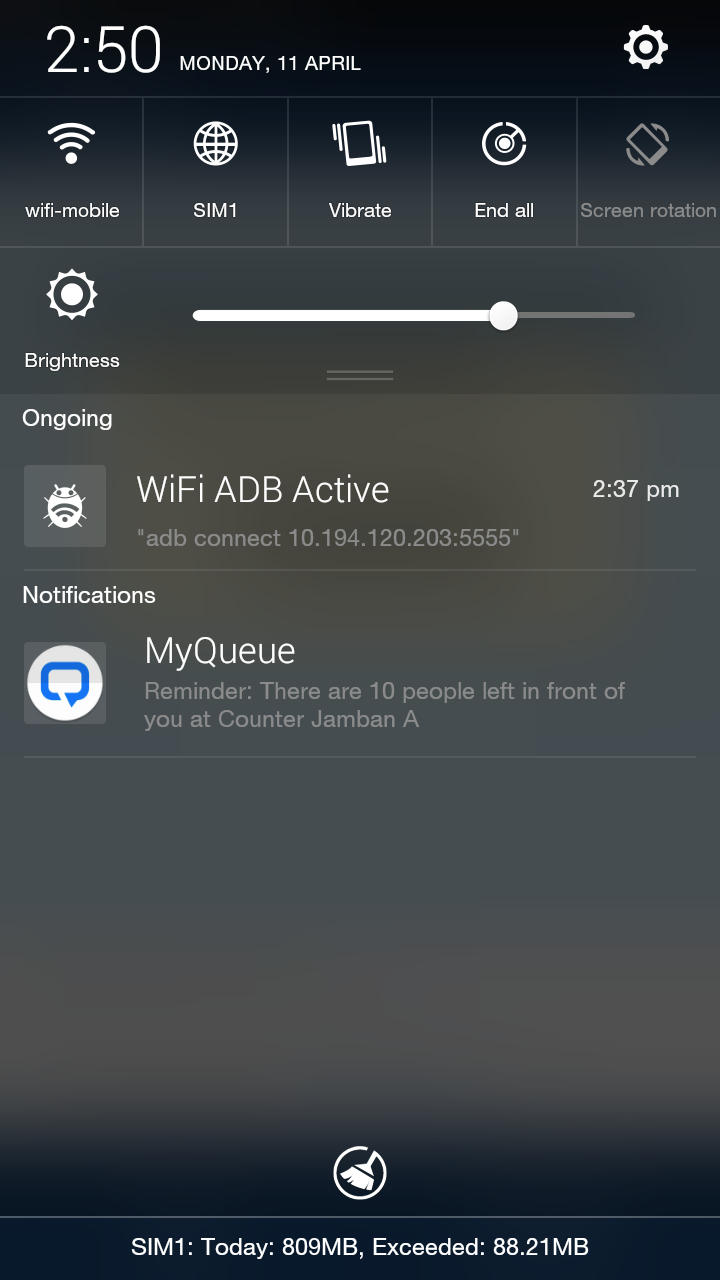 2:50 MONDAY, 11 APRIL
wifi-mobile SIM1 Vibrate End all Screen rotation
Brightness
Ongoing
WiFi ADB Active 2:37 pm
"adb connect 10.194.120.203:5555"
Notifications
MyQueue
Reminder: There are 10 people left in front of
you at Counter Jamban A
SIM1: Today: 809MB, Exceeded: 88.21MB